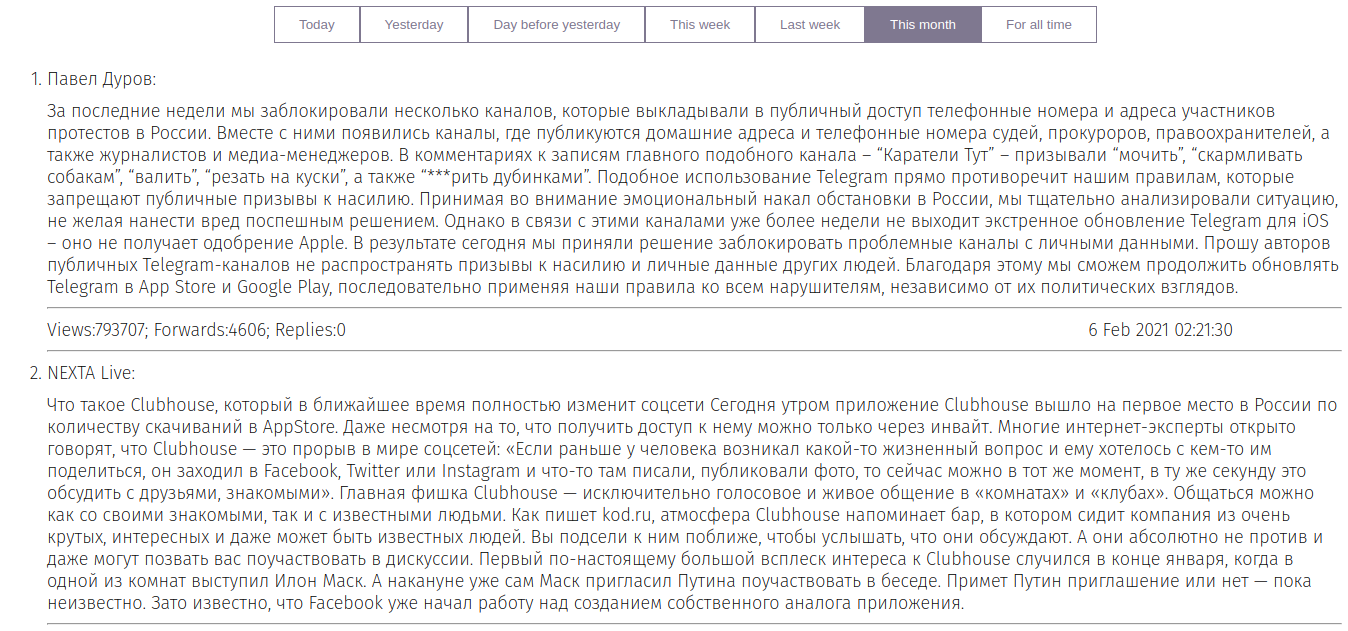 Today Yesterday Day before yesterday This week Last week This month For all time
1. Павел Дуров:
За последние недели мы заблокировали несколько каналов, которые выкладывали в публичный доступ телефонные номера и адреса участников
протестов в России. Вместе с ними появились каналы, где публикуются домашние адреса и телефонные номера судей, прокуроров, правоохранителей, а
также журналистов и медиа-менеджеров. В комментариях к записям главного подобного канала – “Каратели Тут” – призывали “мочить”, “скармливать
собакам”, “валить”, “резать на куски”, а также “***рить дубинками”. Подобное использование Telegram прямо противоречит нашим правилам, которые
запрещают публичные призывы к насилию. Принимая во внимание эмоциональный накал обстановки в России, мы тщательно анализировали ситуацию,
не желая нанести вред поспешным решением. Однако в связи с этими каналами уже более недели не выходит экстренное обновление Telegram для iOS
– оно не получает одобрение Apple. В результате сегодня мы приняли решение заблокировать проблемные каналы с личными данными. Прошу авторов
публичных Telegram-каналов не распространять призывы к насилию и личные данные других людей. Благодаря этому мы сможем продолжить обновлять
Telegram в App Store и Google Play, последовательно применяя наши правила ко всем нарушителям, независимо от их политических взглядов.
Views:793707; Forwards:4606; Replies:0 6 Feb 2021 02:21:30
2. NEXTA Live:
Что такое Clubhouse, который в ближайшее время полностью изменит соцсети Сегодня утром приложение Clubhouse вышло на первое место в России по
количеству скачиваний в AppStore. Даже несмотря на то, что получить доступ к нему можно только через инвайт. Многие интернет-эксперты открыто
говорят, что Clubhouse — это прорыв в мире соцсетей: «Если раньше у человека возникал какой-то жизненный вопрос и ему хотелось с кем-то им
поделиться, он заходил в Facebook, Twitter или Instagram и что-то там писали, публиковали фото, то сейчас можно в тот же момент, в ту же секунду это
обсудить с друзьями, знакомыми». Главная фишка Clubhouse — исключительно голосовое и живое общение в «комнатах» и «клубах». Общаться можно
как со своими знакомыми, так и с известными людьми. Как пишет kod.ru, атмосфера Clubhouse напоминает бар, в котором сидит компания из очень
крутых, интересных и даже может быть известных людей. Вы подсели к ним поближе, чтобы услышать, что они обсуждают. А они абсолютно не против и
даже могут позвать вас поучаствовать в дискуссии. Первый по-настоящему большой всплеск интереса к Clubhouse случился в конце января, когда в
одной из комнат выступил Илон Маск. А накануне уже сам Маск пригласил Путина поучаствовать в беседе. Примет Путин приглашение или нет — пока
неизвестно. Зато известно, что Facebook уже начал работу над созданием собственного аналога приложения.